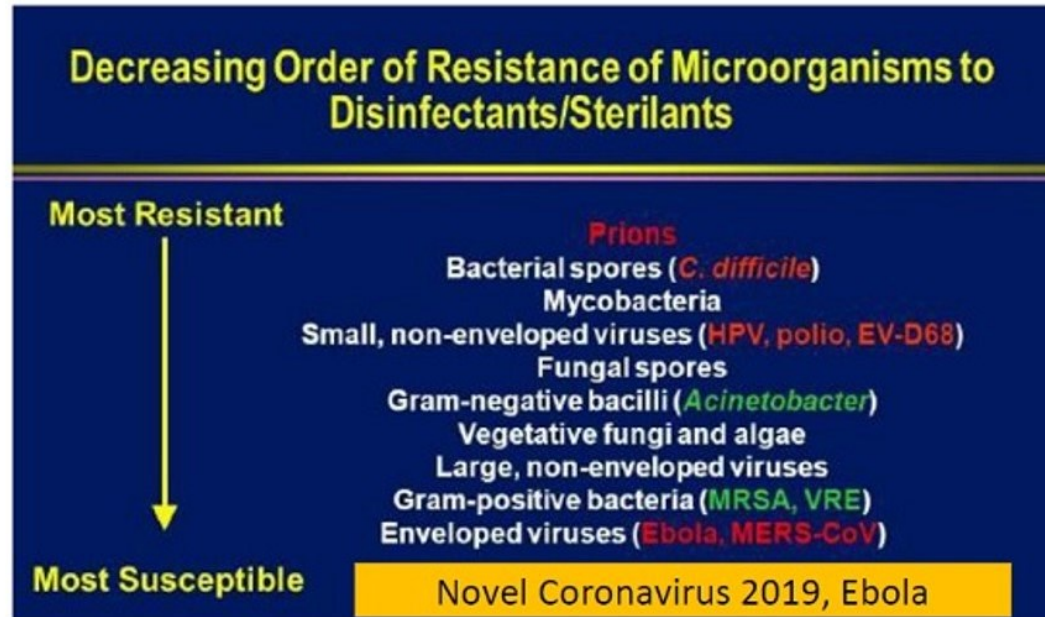 Decreasing Order of Resistance of Microorganisms to
Disinfectants/Sterilants
Most Resistant
Prions
Bacterial spores (C. difficile)
Mycobacteria
Small, non-enveloped viruses (HPV, polio, EV-D68)
Fungal spores
Gram-negative bacilli (Acinetobacter)
Vegetative fungi and algae
Large, non-enveloped viruses
Gram-positive bacteria (MRSA, VRE)
Enveloped viruses (Ebola, MERS-CoV)
Most Susceptible
Novel Coronavirus 2019, Ebola